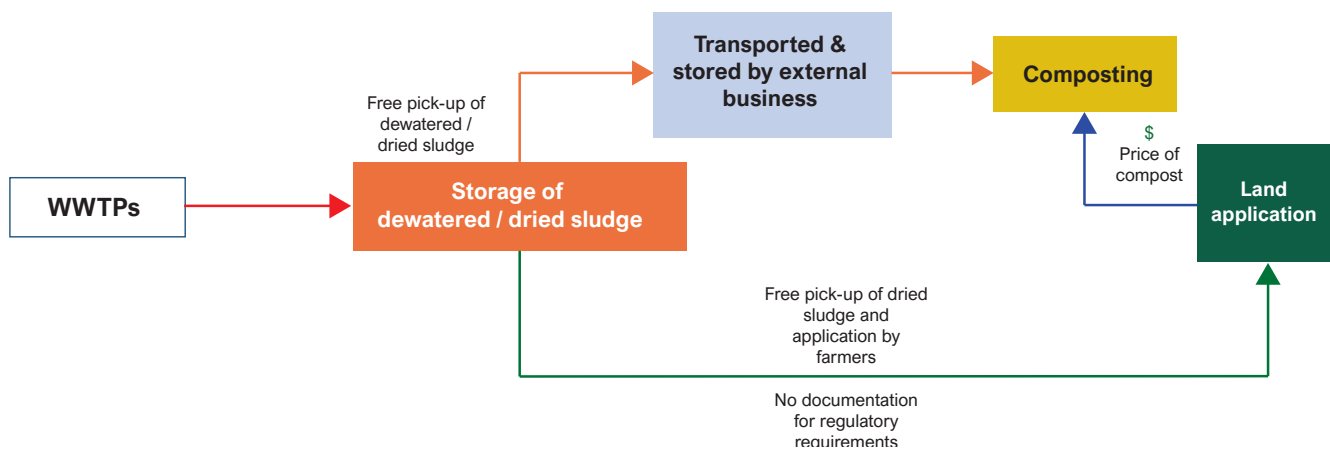 Transported &
stored by external
business
Composting
Free pick-up of
dewatered /
dried sludge
$
Price of
compost
WWTPs
Storage of
dewatered / dried sludge
Land
application
Free pick-up of dried
sludge and
application by
farmers
No documentation
for regulatory
requirements